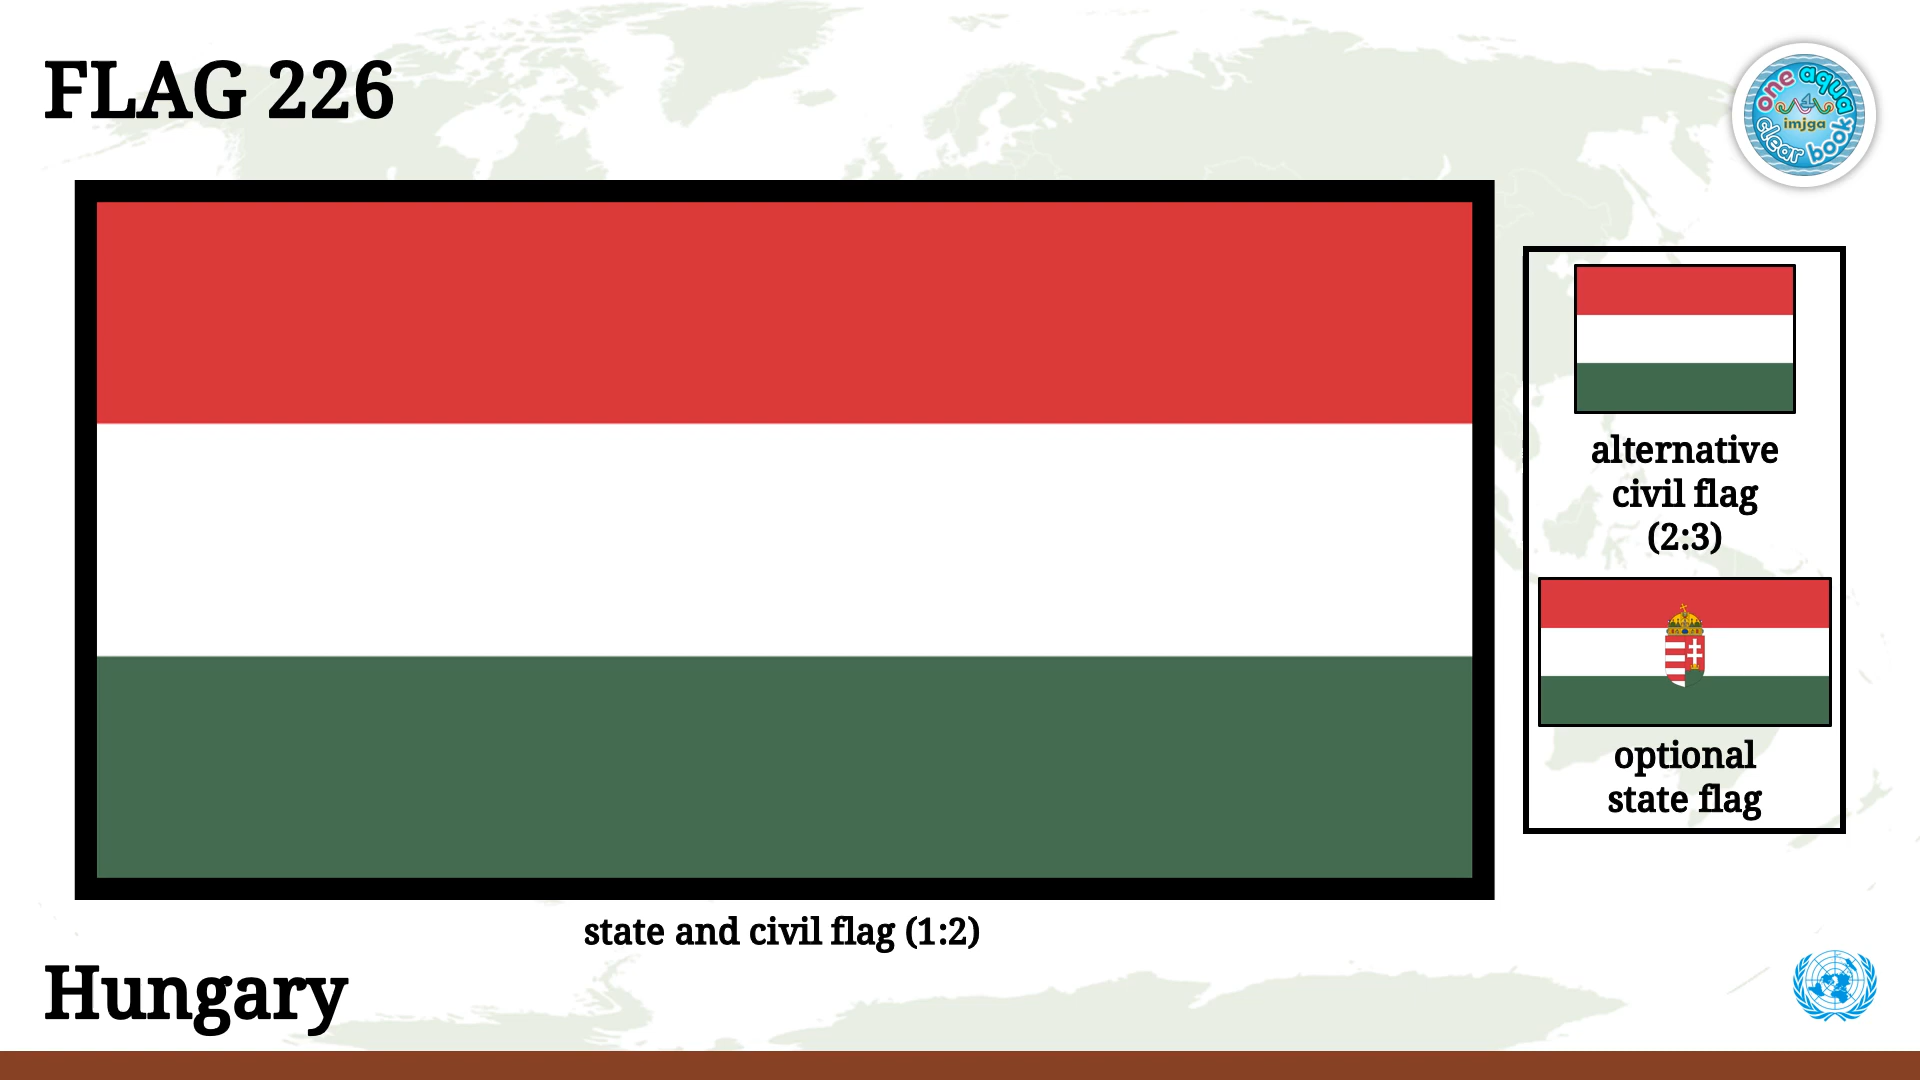 FLAG 226
one aqua
1
imjga
clear book
alternative
civil flag
(2:3)
optional
state flag
state and civil flag (1:2)
Hungary